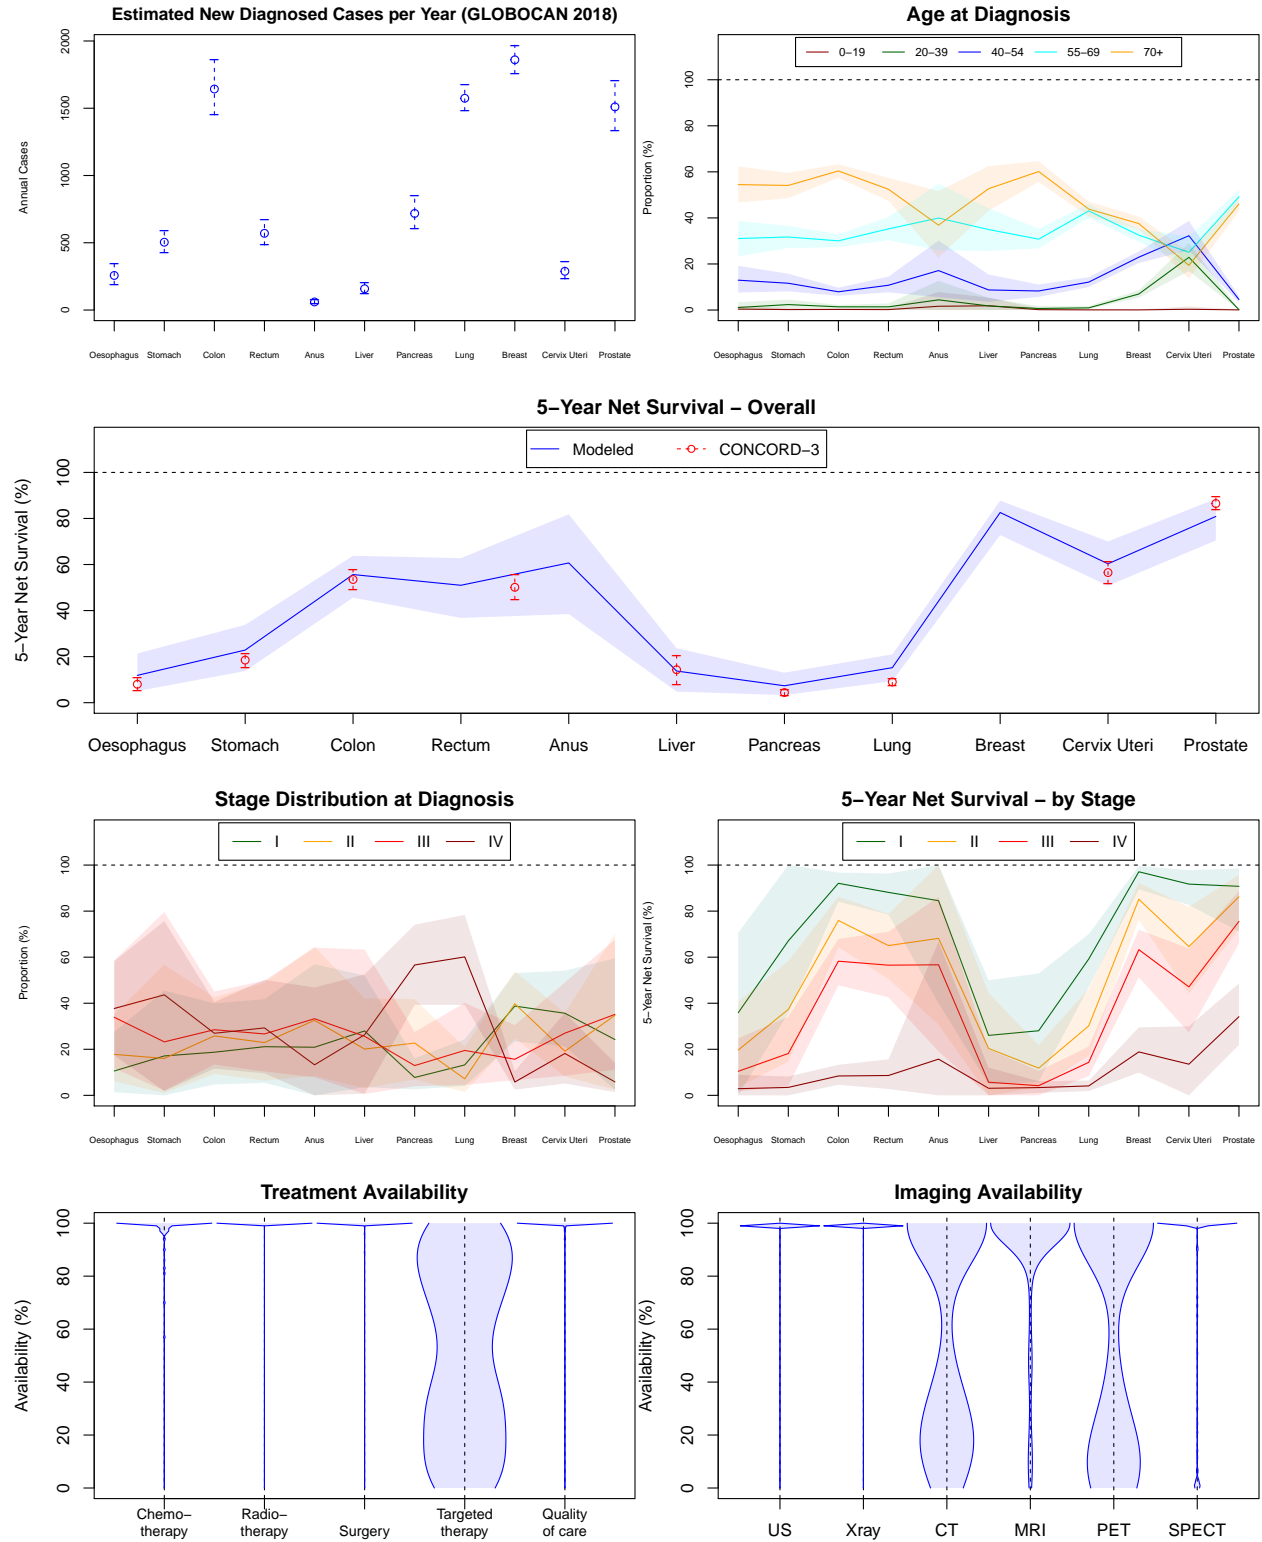 Estimated New Diagnosed Cases per Year (GLOBOCAN 2018)
Annual Cases
0
500
1000
1500
2000
Oesophagus Stomach Colon Rectum Anus Liver Pancreas Lung Breast Cervix Uteri Prostate
Age at Diagnosis
0−19 20−39 40−54 55−69 70+
Proportion (%)
0
20
40
60
80
100
Oesophagus Stomach Colon Rectum Anus Liver Pancreas Lung Breast Cervix Uteri Prostate
5−Year Net Survival − Overall
Modeled CONCORD−3
5−Year Net Survival (%)
0
20
40
60
80
100
Oesophagus Stomach Colon Rectum Anus Liver Pancreas Lung Breast Cervix Uteri Prostate
Stage Distribution at Diagnosis
I II III IV
Proportion (%)
0
20
40
60
80
100
Oesophagus Stomach Colon Rectum Anus Liver Pancreas Lung Breast Cervix Uteri Prostate
5−Year Net Survival − by Stage
I II III IV
5−Year Net Survival (%)
0
20
40
60
80
100
Oesophagus Stomach Colon Rectum Anus Liver Pancreas Lung Breast Cervix Uteri Prostate
Treatment Availability
Availability (%)
0
20
40
60
80
100
Chemo−
therapy
Radio−
therapy
Surgery
Targeted
therapy
Quality
of care
Imaging Availability
Availability (%)
0
20
40
60
80
100
US Xray CT MRI PET SPECT